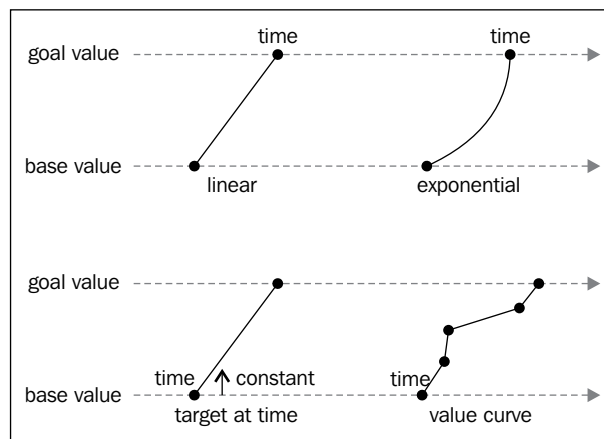 time time
goal value
base value
linear exponential
goal value
time constant time
base value
target at time value curve